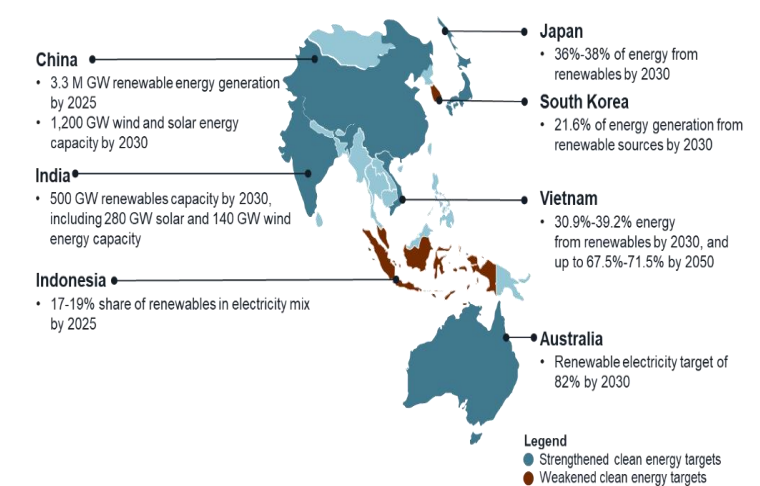 China
• 3.3 M GW renewable energy generation
by 2025
• 1,200 GW wind and solar energy
capacity by 2030
India
• 500 GW renewables capacity by 2030,
including 280 GW solar and 140 GW wind
energy capacity
Indonesia
• 17-19% share of renewables in electricity mix
by 2025
Japan
• 36%-38% of energy from
renewables by 2030
South Korea
• 21.6% of energy generation from
renewable sources by 2030
Vietnam
• 30.9%-39.2% energy
from renewables by 2030, and
up to 67.5%-71.5% by 2050
Australia
• Renewable electricity target of
82% by 2030
Legend
Strengthened clean energy targets
Weakened clean energy targets